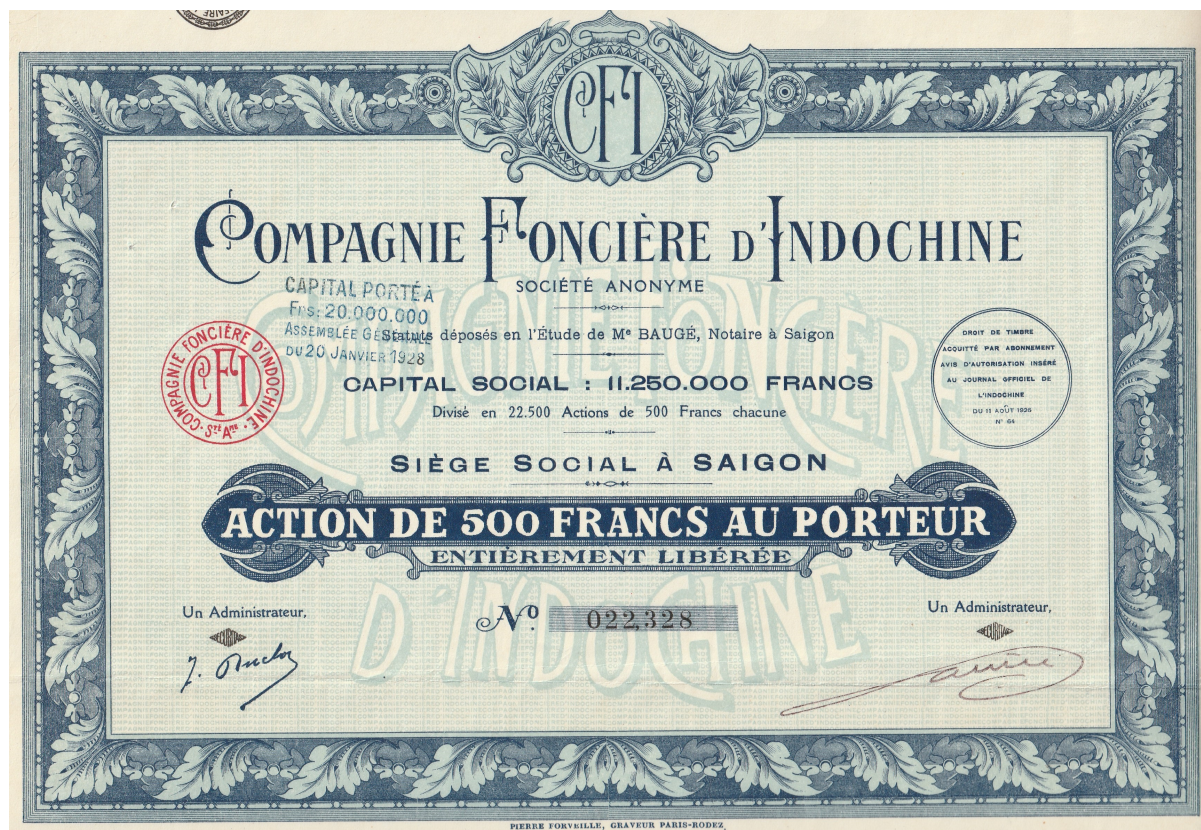 CFI
COMPAGNIE FONCIÈRE D'INDOCHINE
SOCIÉTÉ ANONYME
CAPITAL PORTÉ À
Frs: 20.000.000
ASSEMBLÉE GÉNÉRALE
DU 20 JANVIER 1928
Statuts déposés en l'Étude de Me BAUGÉ, Notaire à Saigon
CAPITAL SOCIAL : 11.250.000 FRANCS
Divisé en 22.500 Actions de 500 Francs chacune
COMPAGNIE FONCIÈRE D'INDOCHINE
CFI
Sté Ane
DROIT DE TIMBRE
ACQUITTÉ PAR ABONNEMENT
AVIS D'AUTORISATION INSÉRÉ
AU JOURNAL OFFICIEL DE
L'INDOCHINE
DU 11 AOÛT 1926
N° 64
SIÈGE SOCIAL À SAIGON
ACTION DE 500 FRANCS AU PORTEUR
ENTIÈREMENT LIBÉRÉE
COMPAGNIE FONCIÈRE
D'INDOCHINE
Un Administrateur,
No. 022,328
Un Administrateur,
PIERRE FORVEILLE, GRAVEUR PARIS-RODEZ